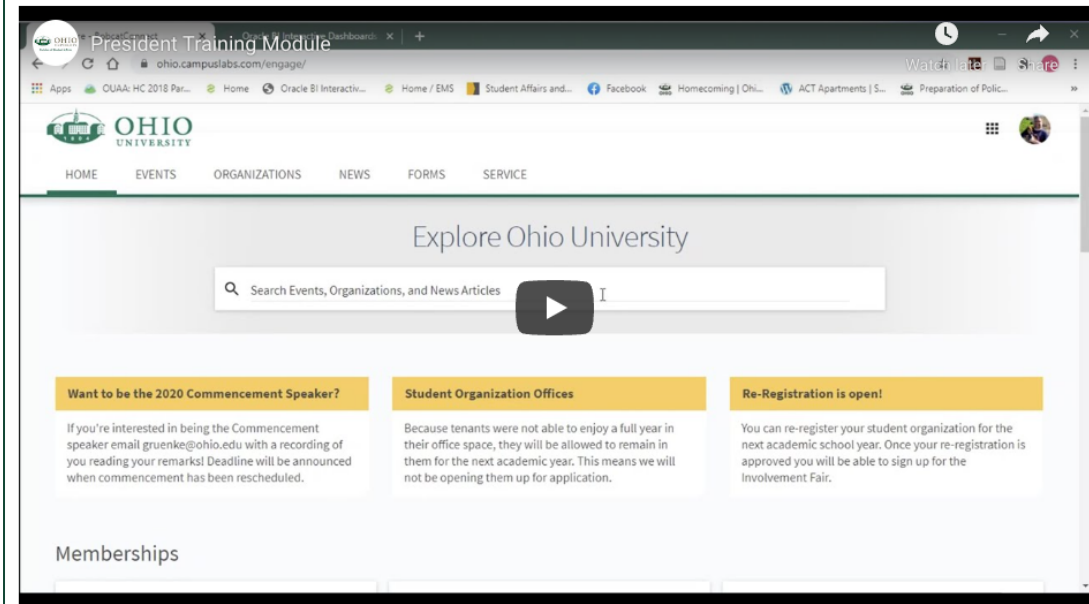 OHIO
President Training Module
BobcatConnect × Oracle BI Interactive Dashboards × +
ohio.campuslabs.com/engage/
Watch later Share
Apps OUAA: HC 2018 Par... Home Oracle BI Interactiv... Home / EMS Student Affairs and... Facebook Homecoming | Ohi... ACT Apartments | S... Preparation of Polic... »
OHIO
UNIVERSITY
1804
HOME EVENTS ORGANIZATIONS NEWS FORMS SERVICE
Explore Ohio University
Search Events, Organizations, and News Articles
Want to be the 2020 Commencement Speaker?
If you're interested in being the Commencement
speaker email gruenke@ohio.edu with a recording of
you reading your remarks! Deadline will be announced
when commencement has been rescheduled.
Student Organization Offices
Because tenants were not able to enjoy a full year in
their office space, they will be allowed to remain in
them for the next academic year. This means we will
not be opening them up for application.
Re-Registration is open!
You can re-register your student organization for the
next academic school year. Once your re-registration is
approved you will be able to sign up for the
Involvement Fair.
Memberships